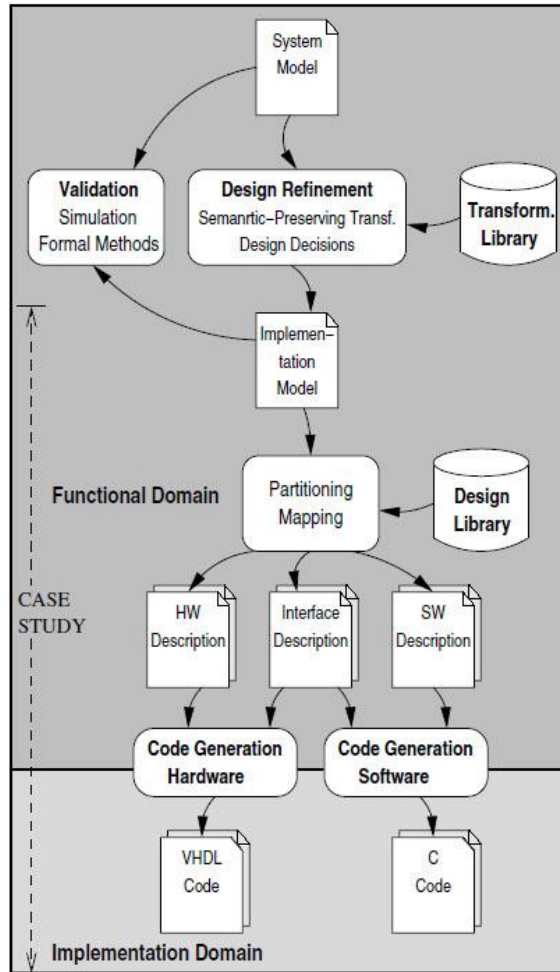 System
Model
Validation
Simulation
Formal Methods
Design Refinement
Semanrtic-Preserving Transf.
Design Decisions
Transform.
Library
Implemen-
tation
Model
Functional Domain
Partitioning
Mapping
Design
Library
CASE
STUDY
HW
Description
Interface
Description
SW
Description
Code Generation
Hardware
Code Generation
Software
VHDL
Code
C
Code
Implementation Domain